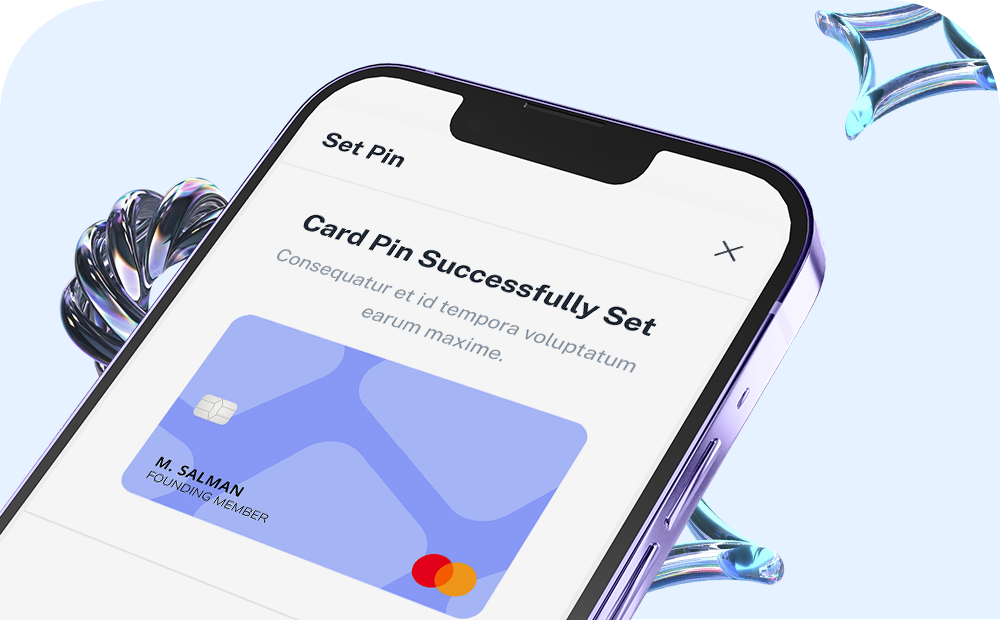 Set Pin
Card Pin Successfully Set
Consequatur et id tempora voluptatum
earum maxime.
M. SALMAN
FOUNDING MEMBER